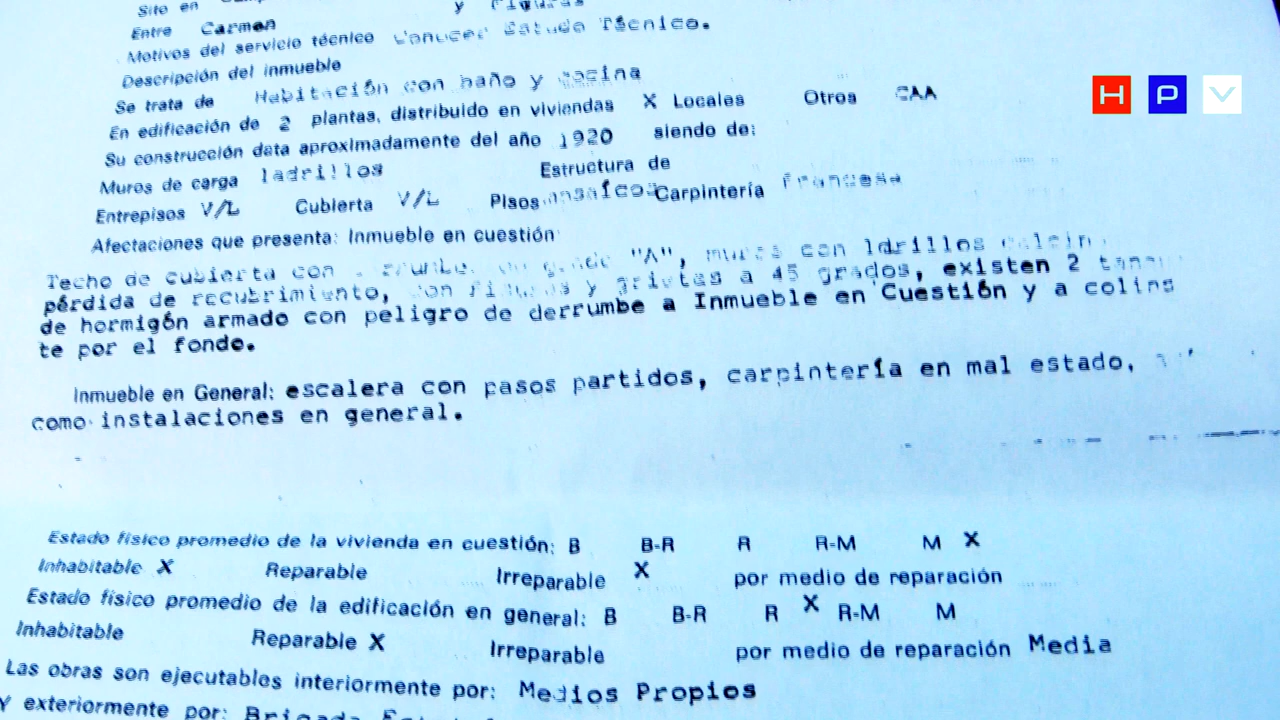 Sito en y Figuras
Entre Carmen
Motivos del servicio técnico Conocer Estado Técnico.
Descripción del inmueble
Se trata de Habitación con baño y cocina
En edificación de 2 plantas, distribuido en viviendas X Locales Otros CAA
Su construcción data aproximadamente del año 1920 siendo de:
Muros de carga ladrillos Estructura de
Entrepisos V/L Cubierta V/L Pisos mosaícos Carpintería francesa
Afectaciones que presenta: Inmueble en cuestión
Techo de cubierta con grado "A", muros con ldrillos
pérdida de recubrimiento, con fisuras y grietas a 45 grados, existen 2
de hormigón armado con peligro de derrumbe a Inmueble en Cuestión y a colinda
te por el fondo.
Inmueble en General: escalera con pasos partidos, carpintería en mal estado,
como instalaciones en general.
Estado físico promedio de la vivienda en cuestión: B B-R R R-M M X
Inhabitable X Reparable Irreparable X por medio de reparación
Estado físico promedio de la edificación en general: B B-R R X R-M M
Inhabitable Reparable X Irreparable por medio de reparación Media
Las obras son ejecutables interiormente por: Medios Propios
Y exteriormente por: Brigada
H P V